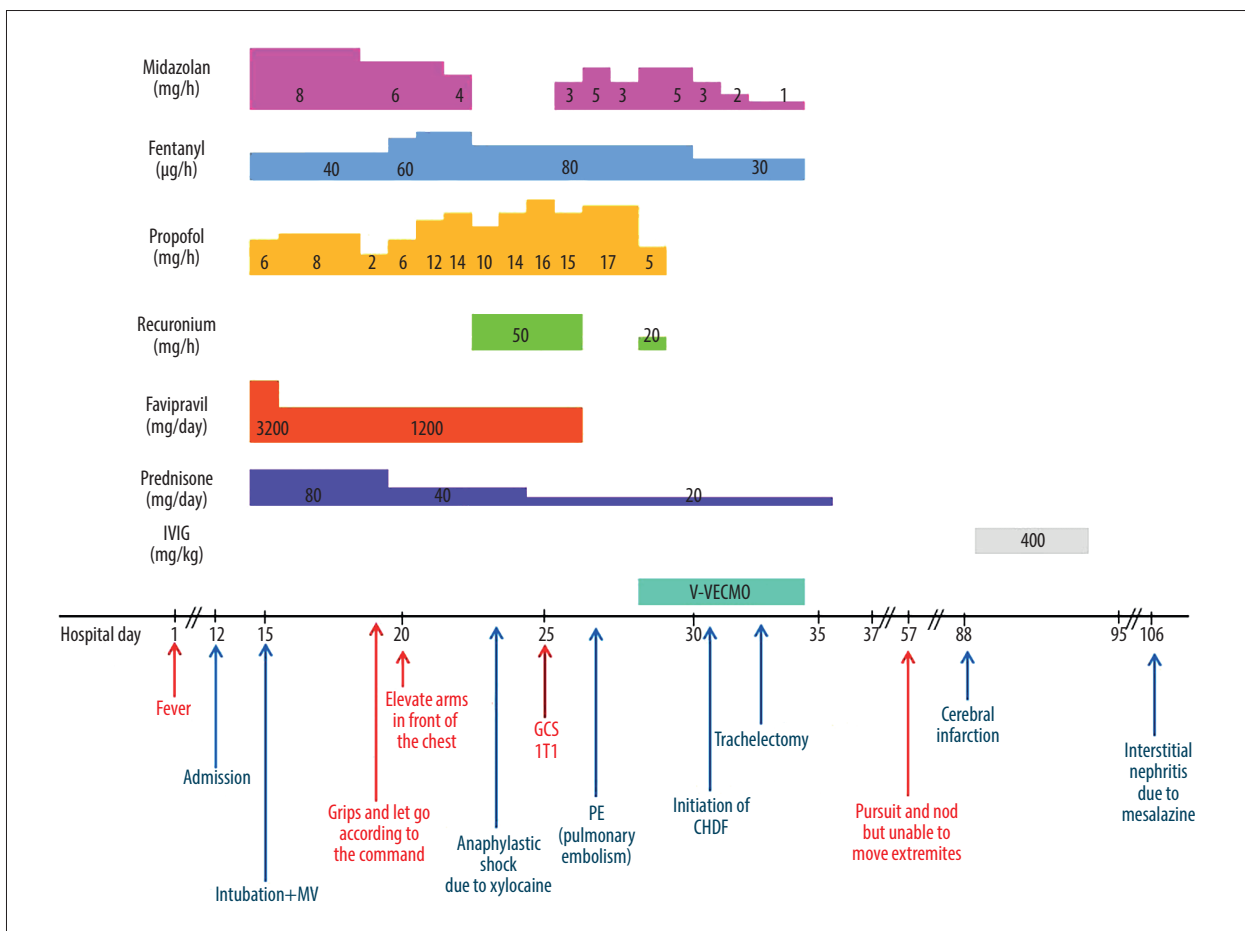 Midazolan
(mg/h)
8 6 4 3 5 3 5 3 2 1
Fentanyl
(µg/h)
40 60 80 30
Propofol
(mg/h)
6 8 2 6 12 14 10 14 16 15 17 5
Recuronium
(mg/h)
50 20
Favipravil
(mg/day)
3200 1200
Prednisone
(mg/day)
80 40 20
IVIG
(mg/kg)
400
V-VECMO
Hospital day 1 // 12 15 20 25 30 35 37 // 57 // 88 95 // 106
Fever
Admission
Intubation+MV
Grips and let go
according to
the command
Elevate arms
in front of
the chest
Anaphylastic
shock
due to xylocaine
GCS
1T1
PE
(pulmonary
embolism)
Initiation of
CHDF
Trachelectomy
Pursuit and nod
but unable to
move extremites
Cerebral
infarction
Interstitial
nephritis
due to
mesalazine